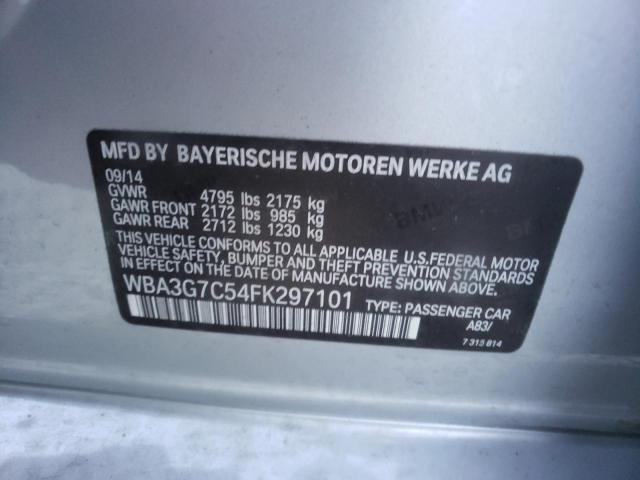 MFD BY BAYERISCHE MOTOREN WERKE AG
09/14
GVWR 4795 lbs 2175 kg
GAWR FRONT 2172 lbs 985 kg
GAWR REAR 2712 lbs 1230 kg
THIS VEHICLE CONFORMS TO ALL APPLICABLE U.S.FEDERAL MOTOR
VEHICLE SAFETY, BUMPER AND THEFT PREVENTION STANDARDS
IN EFFECT ON THE DATE OF MANUFACTURE SHOWN ABOVE.
WBA3G7C54FK297101 TYPE: PASSENGER CAR
A83/
7 315 814